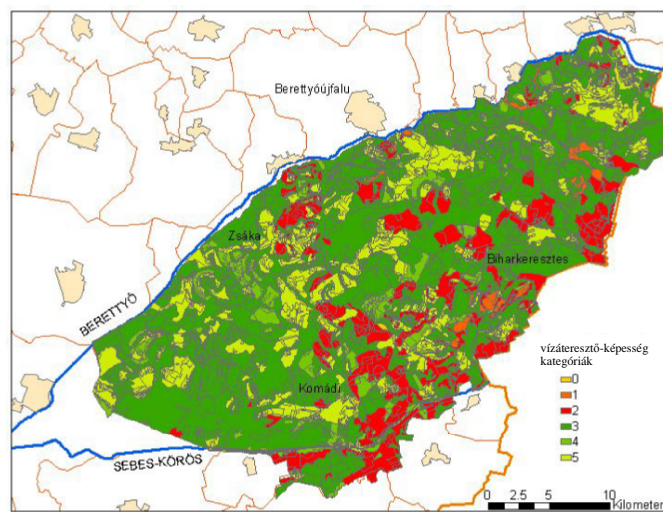 Berettyóújfalu
Zsáka
Biharkeresztes
BERETTYÓ
vízáteresztő-képesség
kategóriák
0
1
2
3
4
5
Komádi
SEBES-KÖRÖS
0 2.5 5 10
Kilometer